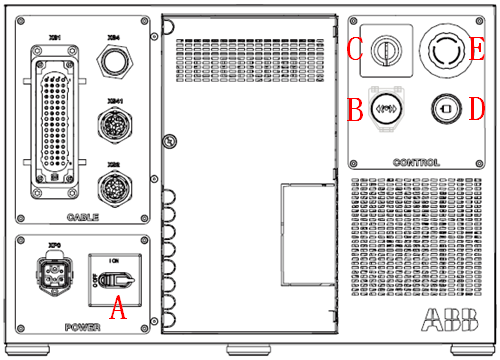 XS1
XS4
XS41
XS2
CABLE
XP0
I ON
O OFF
A
POWER
C
E
B
D
CONTROL
ABB